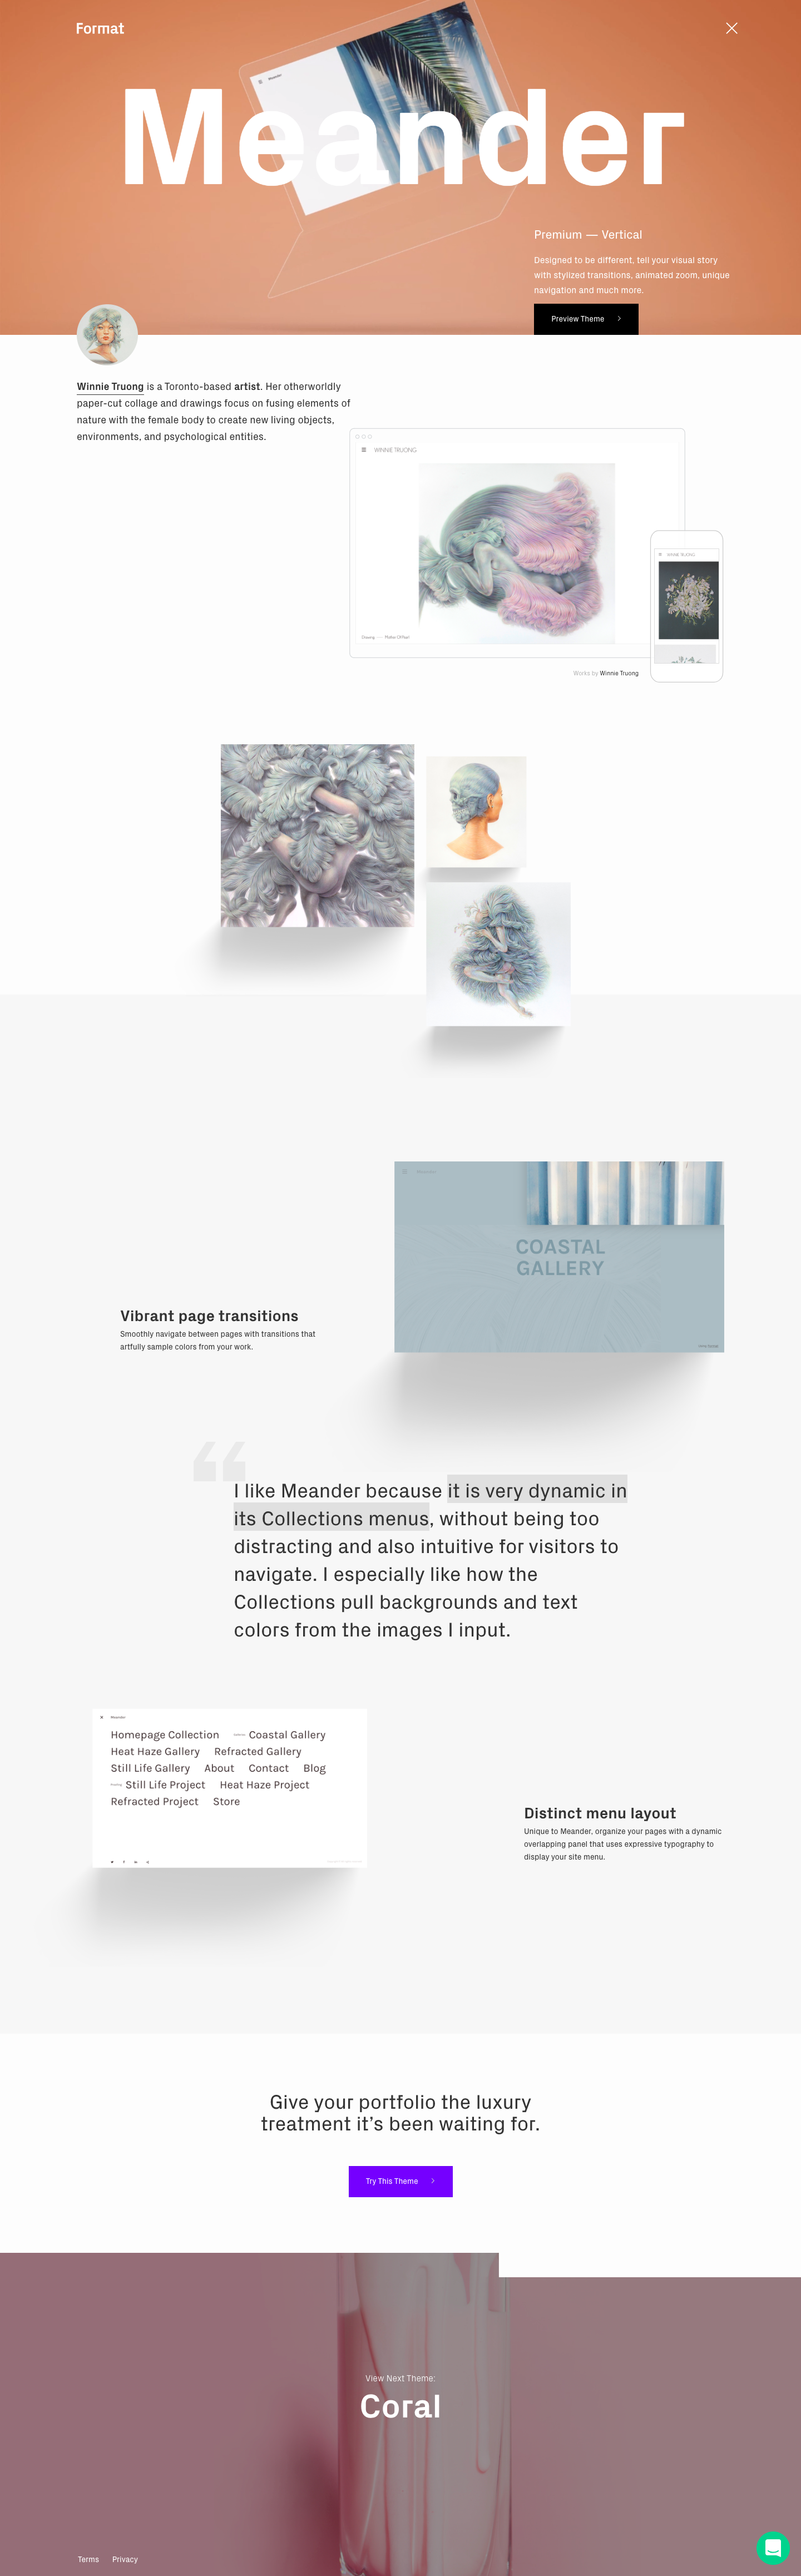 Format
Meander
Meander
Premium — Vertical
Designed to be different, tell your visual story
with stylized transitions, animated zoom, unique
navigation and much more.
Preview Theme
Winnie Truong is a Toronto-based artist. Her otherworldly
paper-cut collage and drawings focus on fusing elements of
nature with the female body to create new living objects,
environments, and psychological entities.
WINNIE TRUONG
WINNIE TRUONG
Works by Winnie Truong
COASTAL
GALLERY
Vibrant page transitions
Smoothly navigate between pages with transitions that
artfully sample colors from your work.
“
I like Meander because it is very dynamic in
its Collections menus, without being too
distracting and also intuitive for visitors to
navigate. I especially like how the
Collections pull backgrounds and text
colors from the images I input.
Meander
Homepage Collection Coastal Gallery
Heat Haze Gallery Refracted Gallery
Still Life Gallery About Contact Blog
Still Life Project Heat Haze Project
Refracted Project Store
Distinct menu layout
Unique to Meander, organize your pages with a dynamic
overlapping panel that uses expressive typography to
display your site menu.
Give your portfolio the luxury
treatment it’s been waiting for.
Try This Theme
View Next Theme:
Coral
Terms Privacy